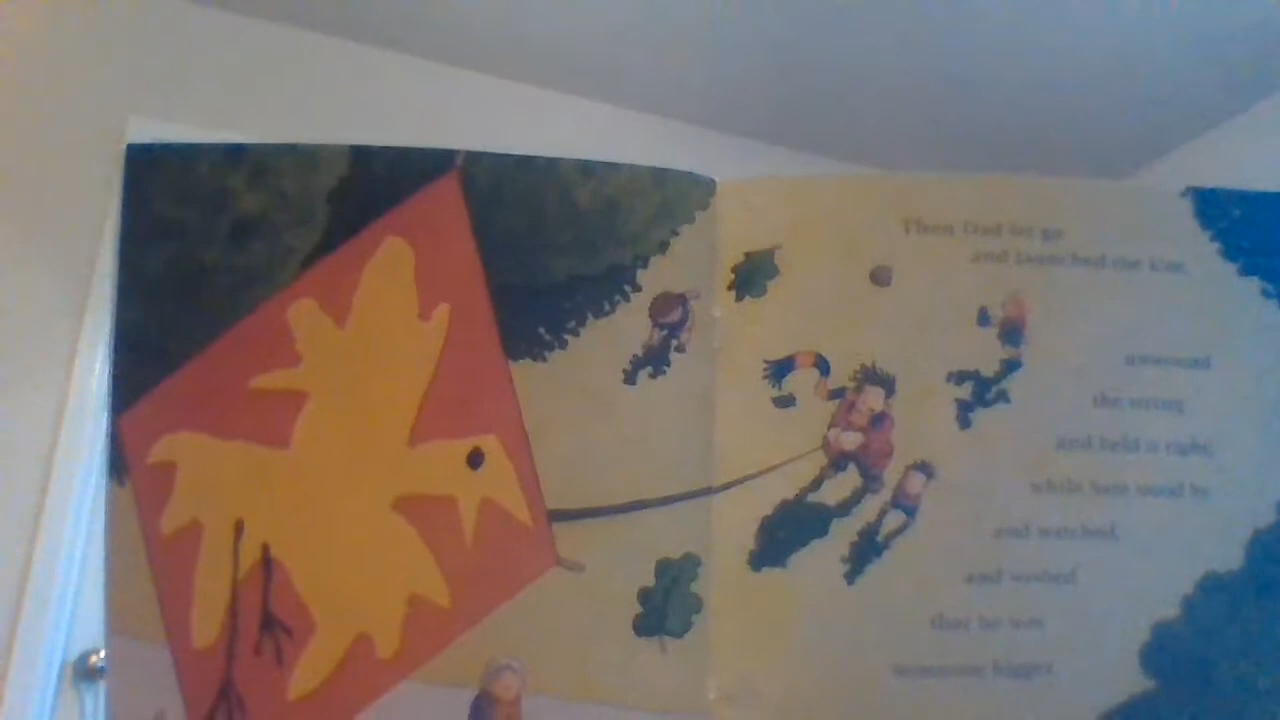 Then Dad let go
and launched the kite,
unwound
the string
and held it tight,
while Sam stood by
and watched,
and wished
that he was
someone bigger.